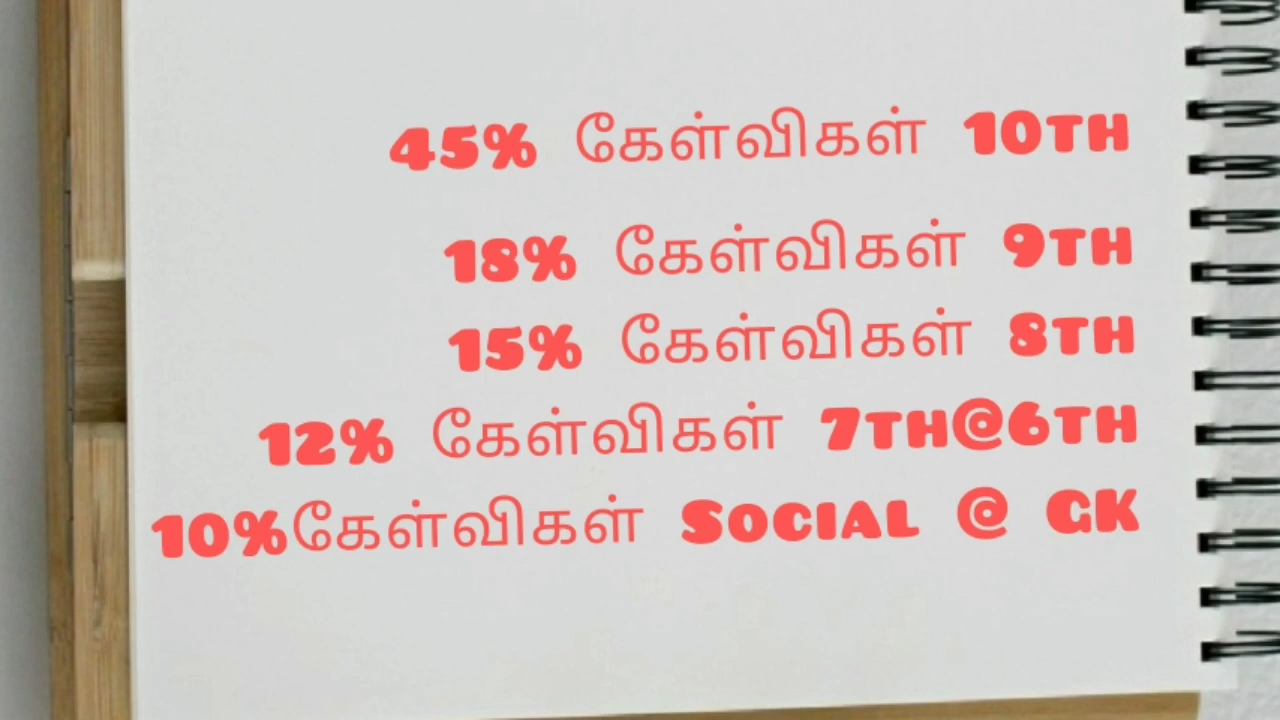 45% கேள்விகள் 10TH
18% கேள்விகள் 9TH
15% கேள்விகள் 8TH
12% கேள்விகள் 7TH@6TH
10%கேள்விகள் SOCIAL @ GK